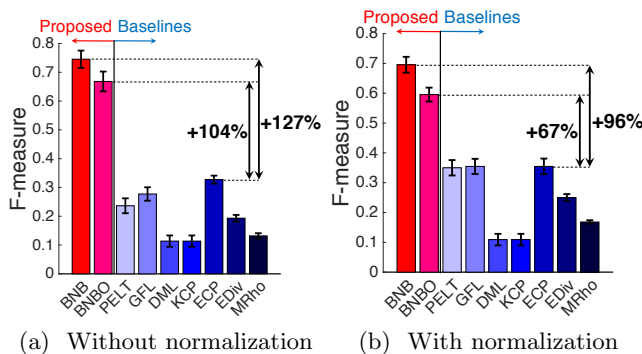 Proposed Baselines
0.8
0.7
0.6
0.5
0.4
0.3
0.2
0.1
0
F-measure
+104%
+127%
BNB
BNBO
PELT
GFL
DML
KCP
ECP
EDiv
MRho
(a) Without normalization
Proposed Baselines
0.8
0.7
0.6
0.5
0.4
0.3
0.2
0.1
0
F-measure
+67%
+96%
BNB
BNBO
PELT
GFL
DML
KCP
ECP
EDiv
MRho
(b) With normalization